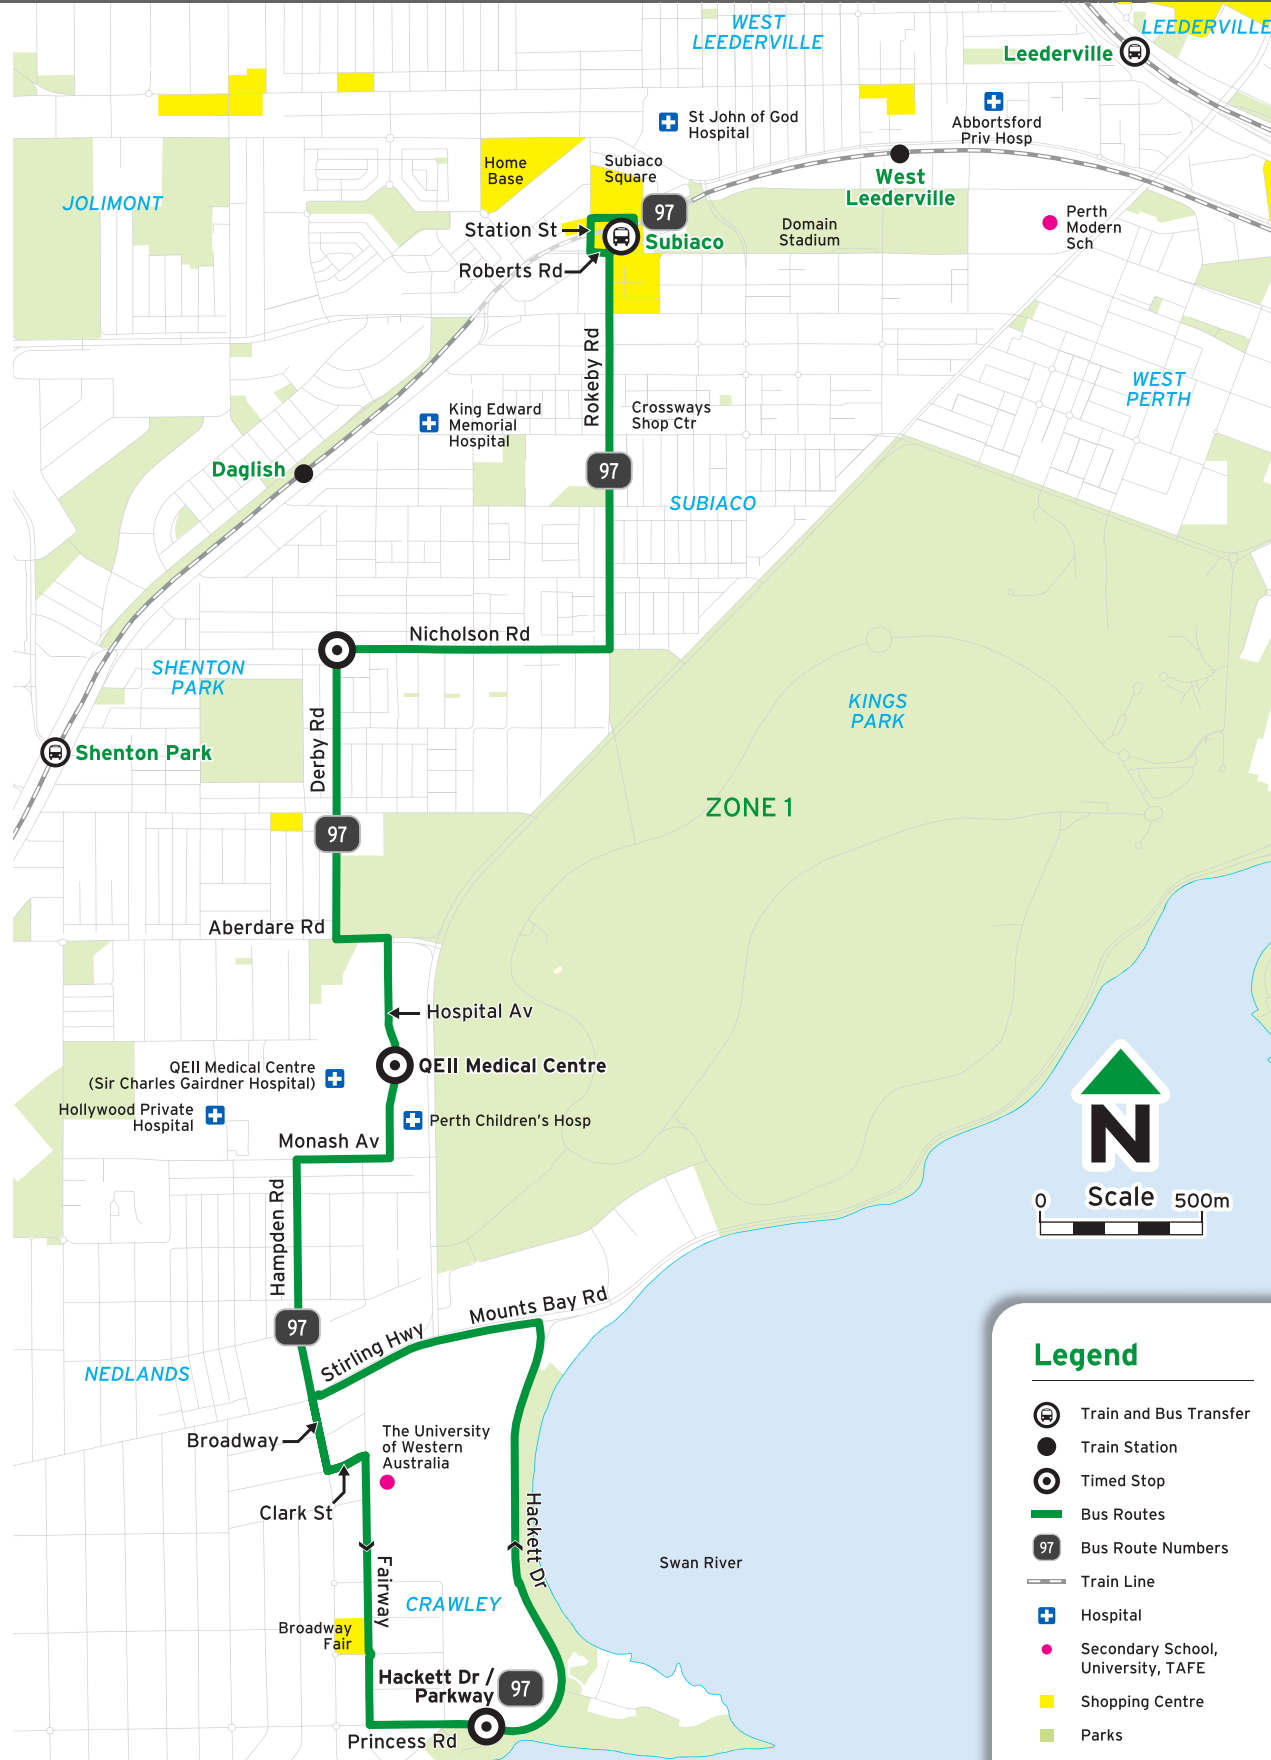 WEST
LEEDERVILLE
LEEDERVILLE
Leederville
St John of God
Hospital
Abbortsford
Priv Hosp
Home
Base
Subiaco
Square
West
Leederville
JOLIMONT
97
Perth
Modern
Sch
Station St
Subiaco
Domain
Stadium
Roberts Rd
Rokeby Rd
WEST
PERTH
King Edward
Memorial
Hospital
Crossways
Shop Ctr
Daglish
97
SUBIACO
Nicholson Rd
SHENTON
PARK
KINGS
PARK
Derby Rd
Shenton Park
ZONE 1
97
Aberdare Rd
Hospital Av
QEII Medical Centre
(Sir Charles Gairdner Hospital)
QEII Medical Centre
Hollywood Private
Hospital
Perth Children's Hosp
Monash Av
Hampden Rd
N
0 Scale 500m
Mounts Bay Rd
97
Stirling Hwy
NEDLANDS
Broadway
The University
of Western
Australia
Clark St
Hackett Dr
Swan River
Fairway
CRAWLEY
Broadway
Fair
Hackett Dr /
Parkway
97
Princess Rd
Legend
Train and Bus Transfer
Train Station
Timed Stop
Bus Routes
97 Bus Route Numbers
Train Line
Hospital
Secondary School,
University, TAFE
Shopping Centre
Parks